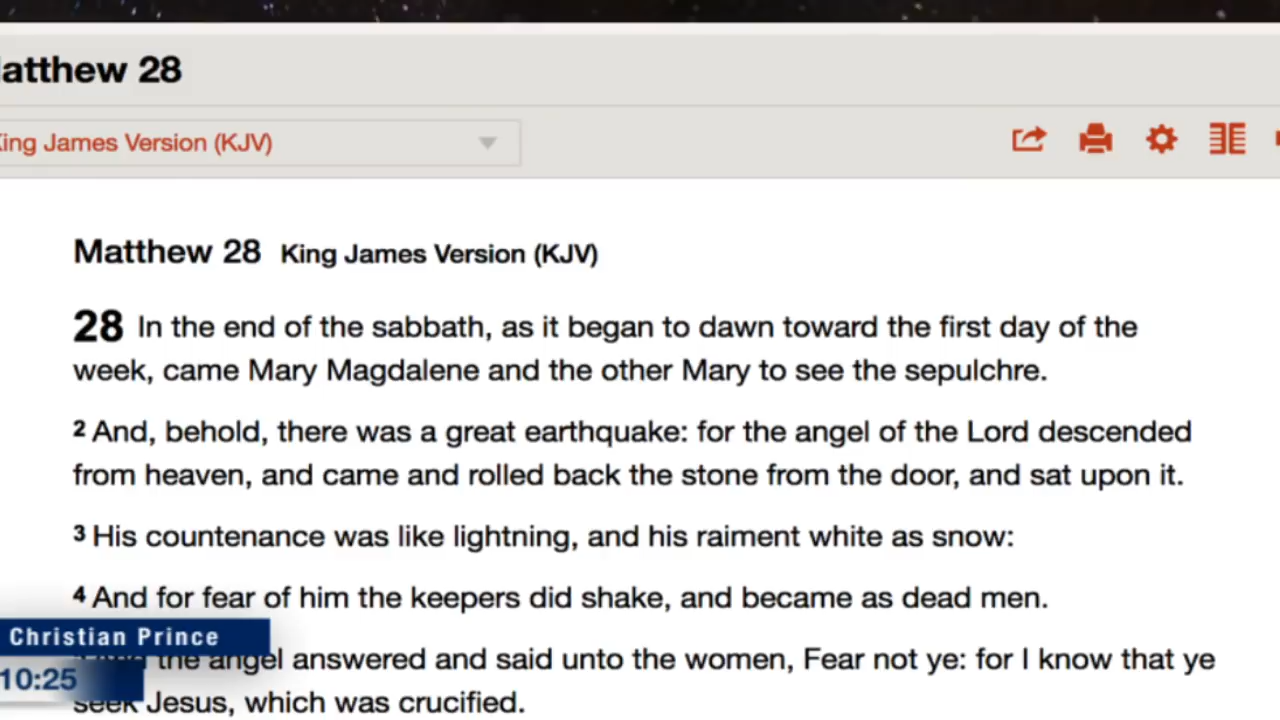 atthew 28
ing James Version (KJV)
Matthew 28 King James Version (KJV)
28 In the end of the sabbath, as it began to dawn toward the first day of the
week, came Mary Magdalene and the other Mary to see the sepulchre.
2 And, behold, there was a great earthquake: for the angel of the Lord descended
from heaven, and came and rolled back the stone from the door, and sat upon it.
3 His countenance was like lightning, and his raiment white as snow:
4 And for fear of him the keepers did shake, and became as dead men.
Christian Prince
the angel answered and said unto the women, Fear not ye: for I know that ye
10:25
seek Jesus, which was crucified.